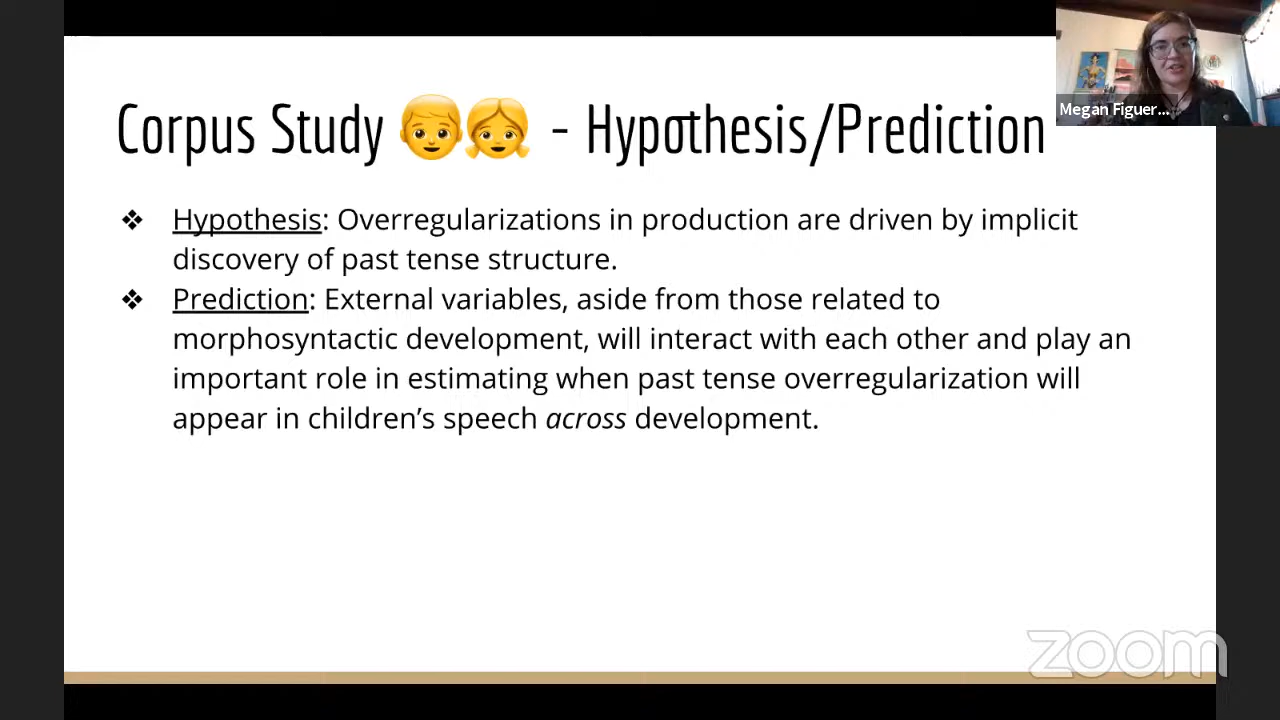 Megan Figuer...
Corpus Study 👦👧 - Hypothesis/Prediction
❖ Hypothesis: Overregularizations in production are driven by implicit
discovery of past tense structure.
❖ Prediction: External variables, aside from those related to
morphosyntactic development, will interact with each other and play an
important role in estimating when past tense overregularization will
appear in children’s speech across development.
zoom